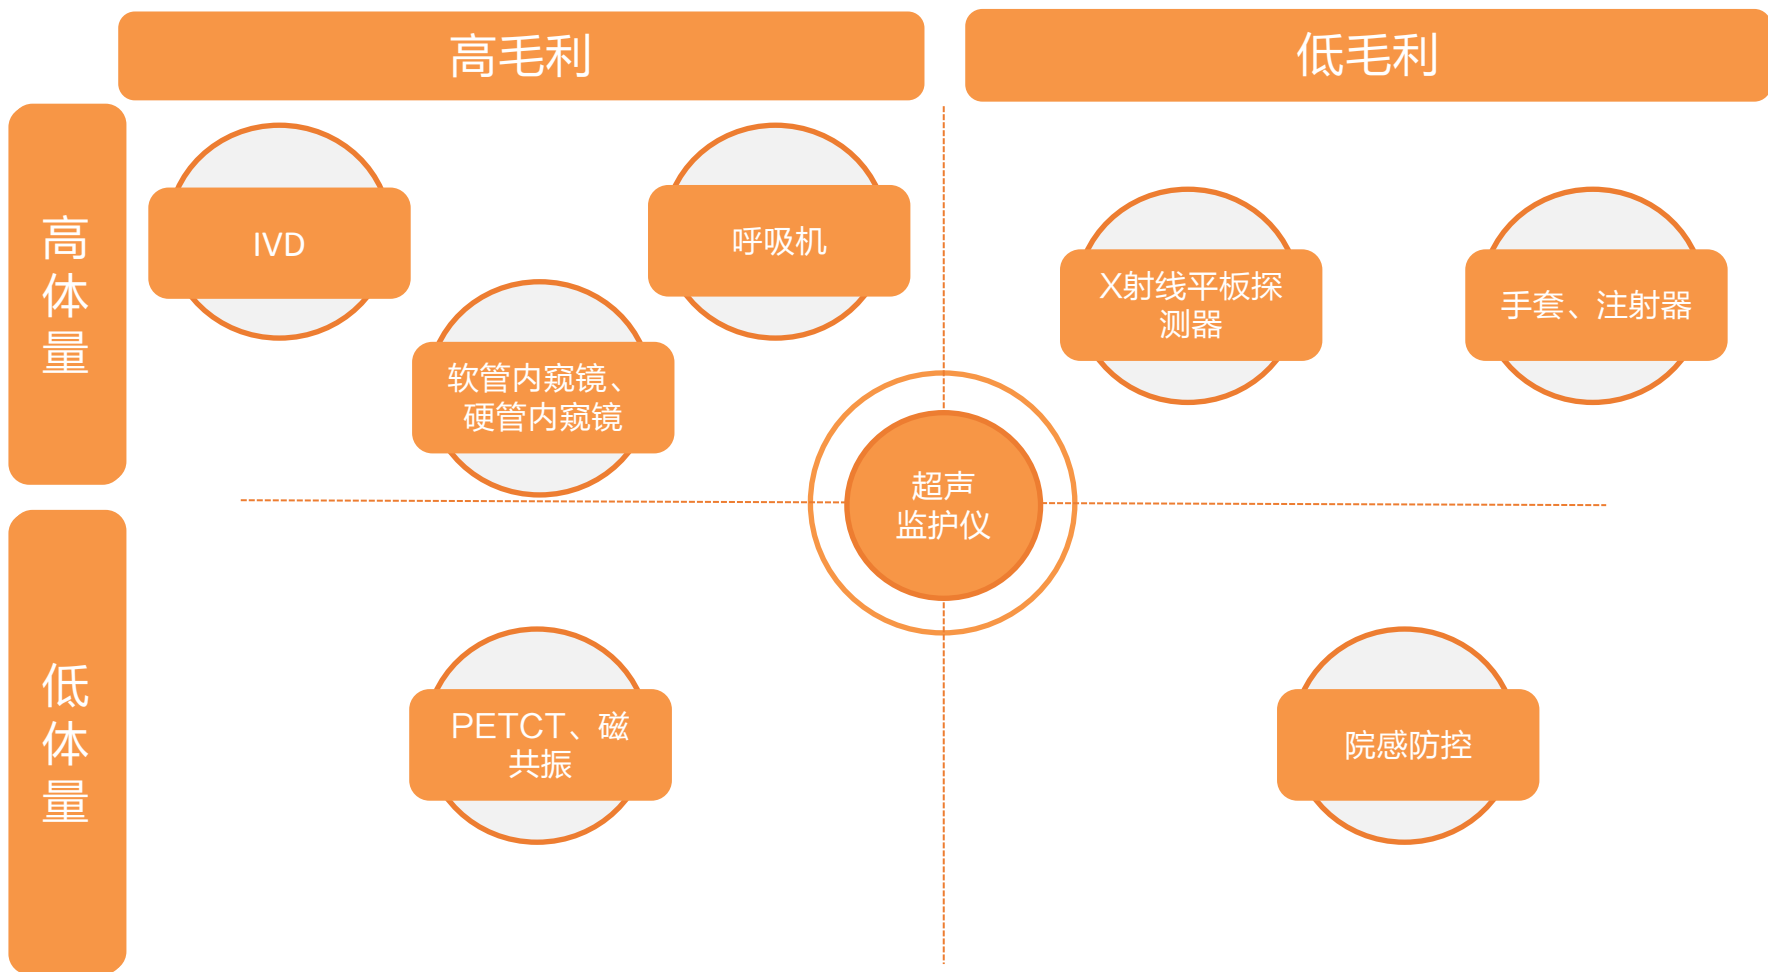 高毛利
低毛利
高
体
量
IVD
呼吸机
软管内窥镜、
硬管内窥镜
X射线平板探
测器
手套、注射器
超声
监护仪
低
体
量
PETCT、磁
共振
院感防控